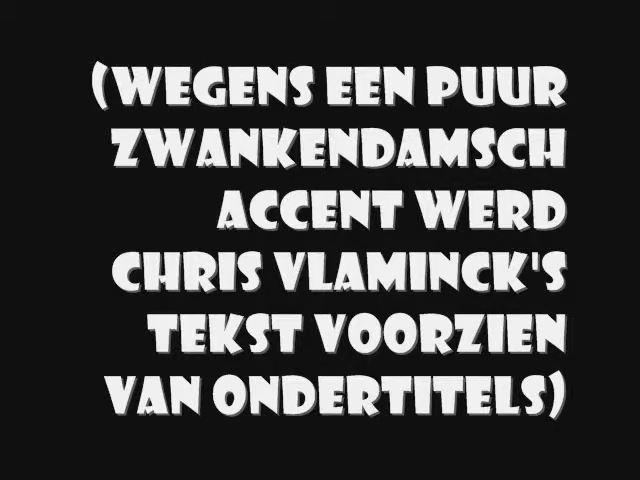 (WEGENS EEN PUUR
ZWANKENDAMSCH
ACCENT WERD
CHRIS VLAMINCK'S
TEKST VOORZIEN
VAN ONDERTITELS)